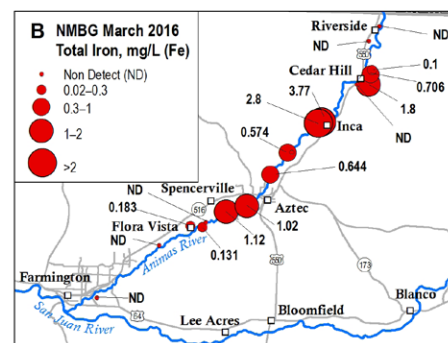 B NMBG March 2016
Total Iron, mg/L (Fe)
Non Detect (ND)
0.02–0.3
0.3–1
1–2
>2
Riverside
ND
ND
Cedar Hill
0.1
0.706
1.8
ND
3.77
2.8
Inca
0.574
0.644
ND
Spencerville
516
Aztec
0.183
Flora Vista
1.02
1.12
0.131
ND
Animas River
Farmington
ND
San Juan River
64
173
Lee Acres
Bloomfield
Blanco